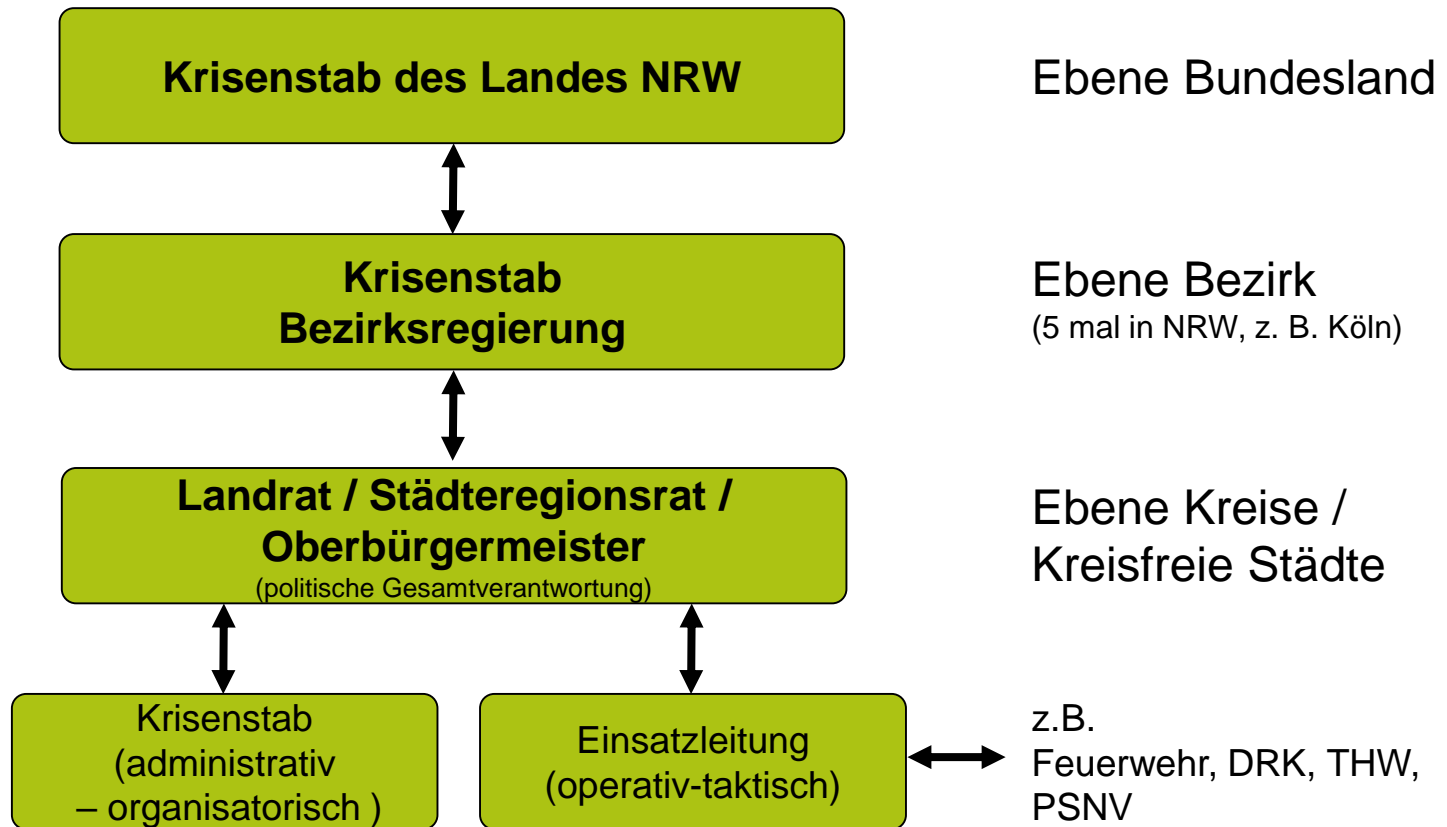 Krisenstab des Landes NRW
Ebene Bundesland
Krisenstab
Bezirksregierung
Ebene Bezirk
(5 mal in NRW, z. B. Köln)
Landrat / Städteregionsrat /
Oberbürgermeister
(politische Gesamtverantwortung)
Ebene Kreise /
Kreisfreie Städte
Krisenstab
(administrativ
– organisatorisch )
Einsatzleitung
(operativ-taktisch)
z.B.
Feuerwehr, DRK, THW,
PSNV